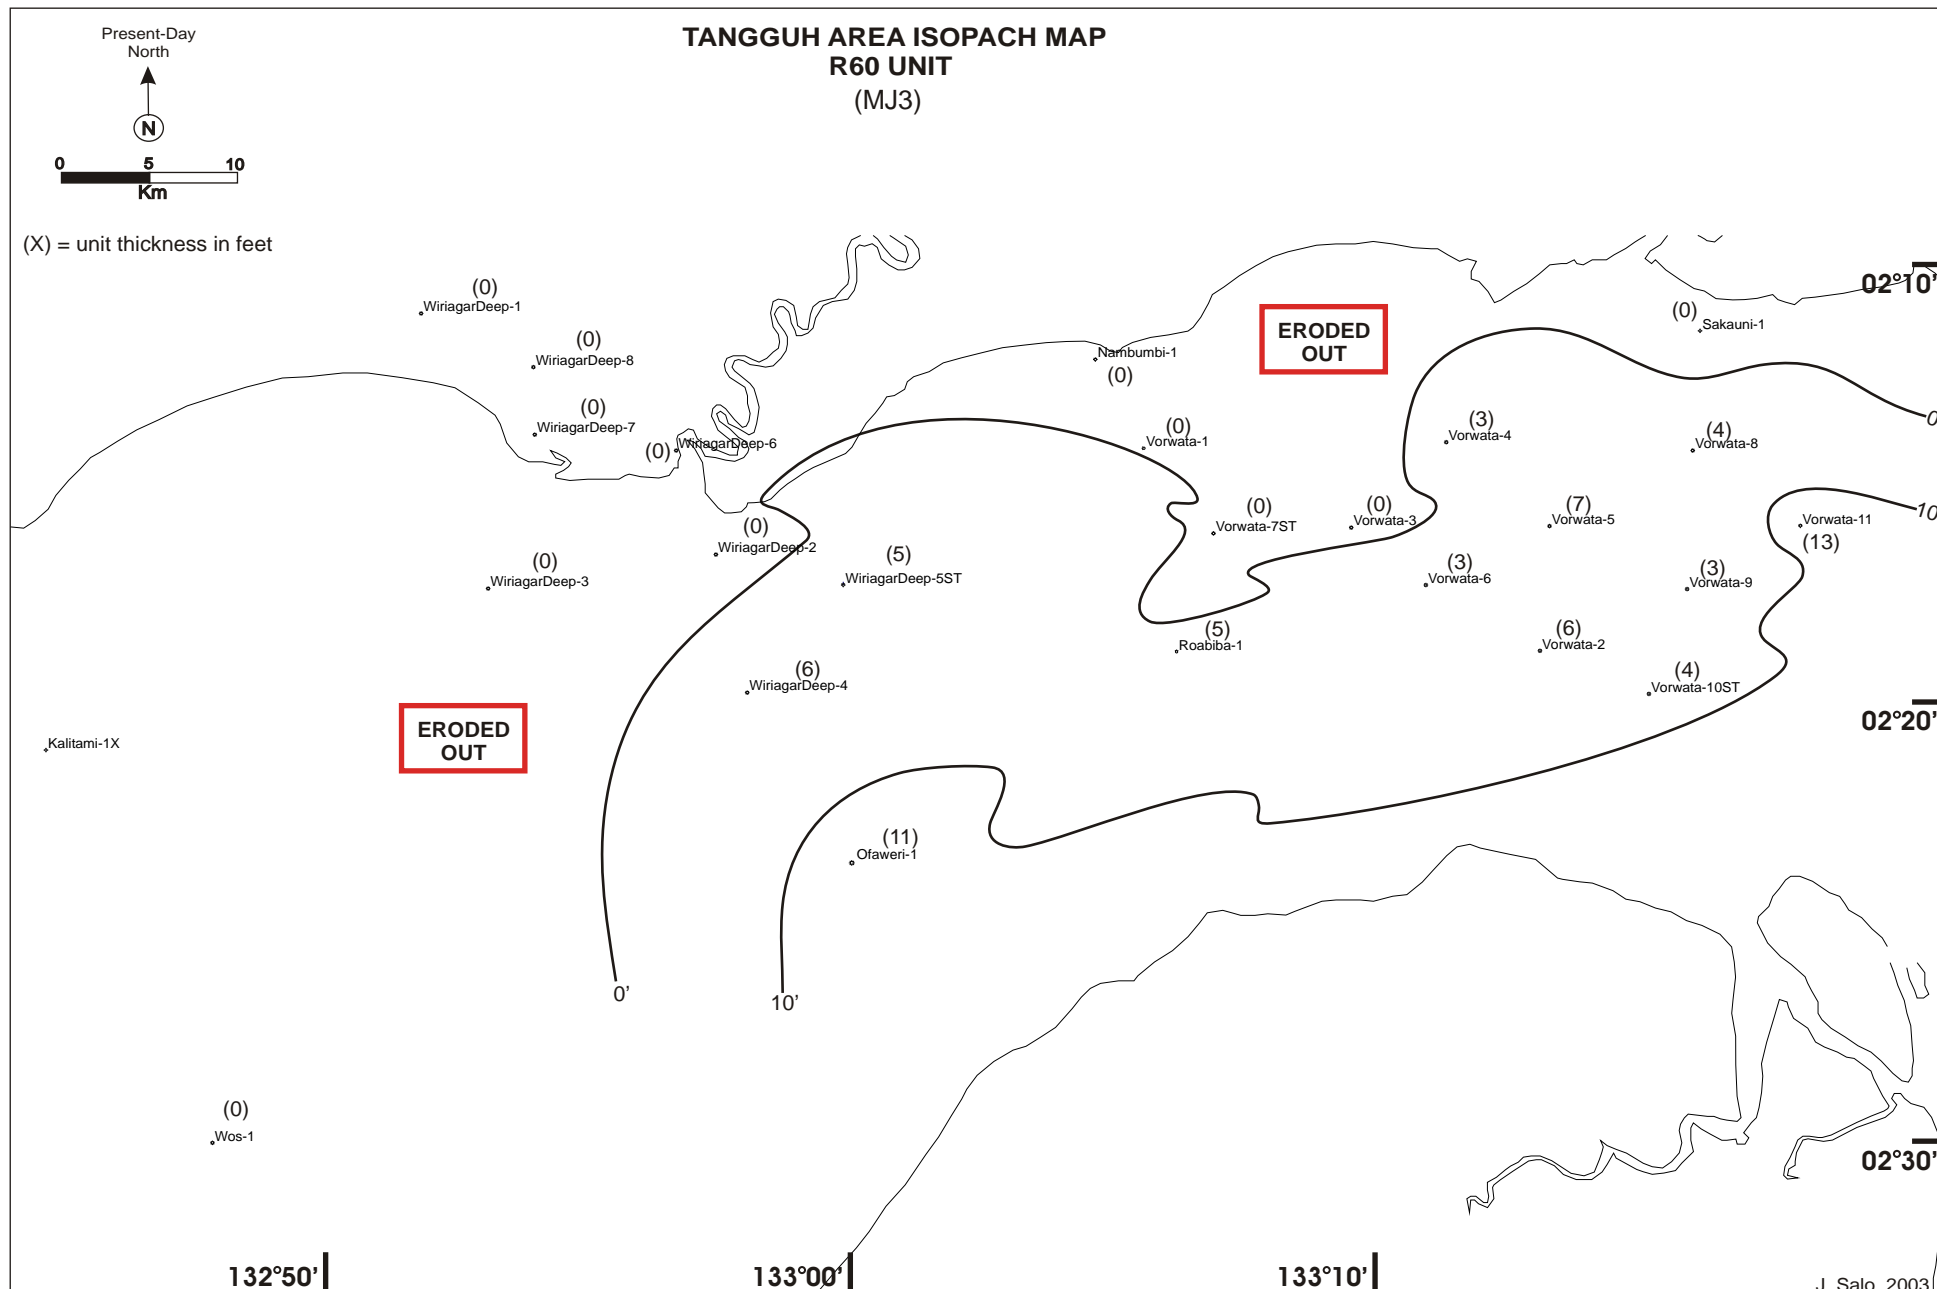 TANGGUH AREA ISOPACH MAP
R60 UNIT
(MJ3)
Present-Day
North
N
0 5 10
Km
(X) = unit thickness in feet
(0)
WiriagarDeep-1
(0)
WiriagarDeep-8
(0)
WiriagarDeep-7
(0)
WiriagarDeep-6
(0)
WiriagarDeep-2
(0)
WiriagarDeep-3
(5)
WiriagarDeep-5ST
(6)
WiriagarDeep-4
Kalitami-1X
ERODED
OUT
(11)
Ofaweri-1
0'
10'
(0)
Wos-1
Nambumbi-1
(0)
ERODED
OUT
(0)
Sakauni-1
02°10'
(0)
Vorwata-1
(3)
Vorwata-4
(4)
Vorwata-8
0
(0)
Vorwata-7ST
(0)
Vorwata-3
(7)
Vorwata-5
Vorwata-11
(13)
10
(3)
Vorwata-6
(3)
Vorwata-9
(5)
Roabiba-1
(6)
Vorwata-2
(4)
Vorwata-10ST
02°20'
02°30'
132°50'
133°00'
133°10'
J. Salo, 2003